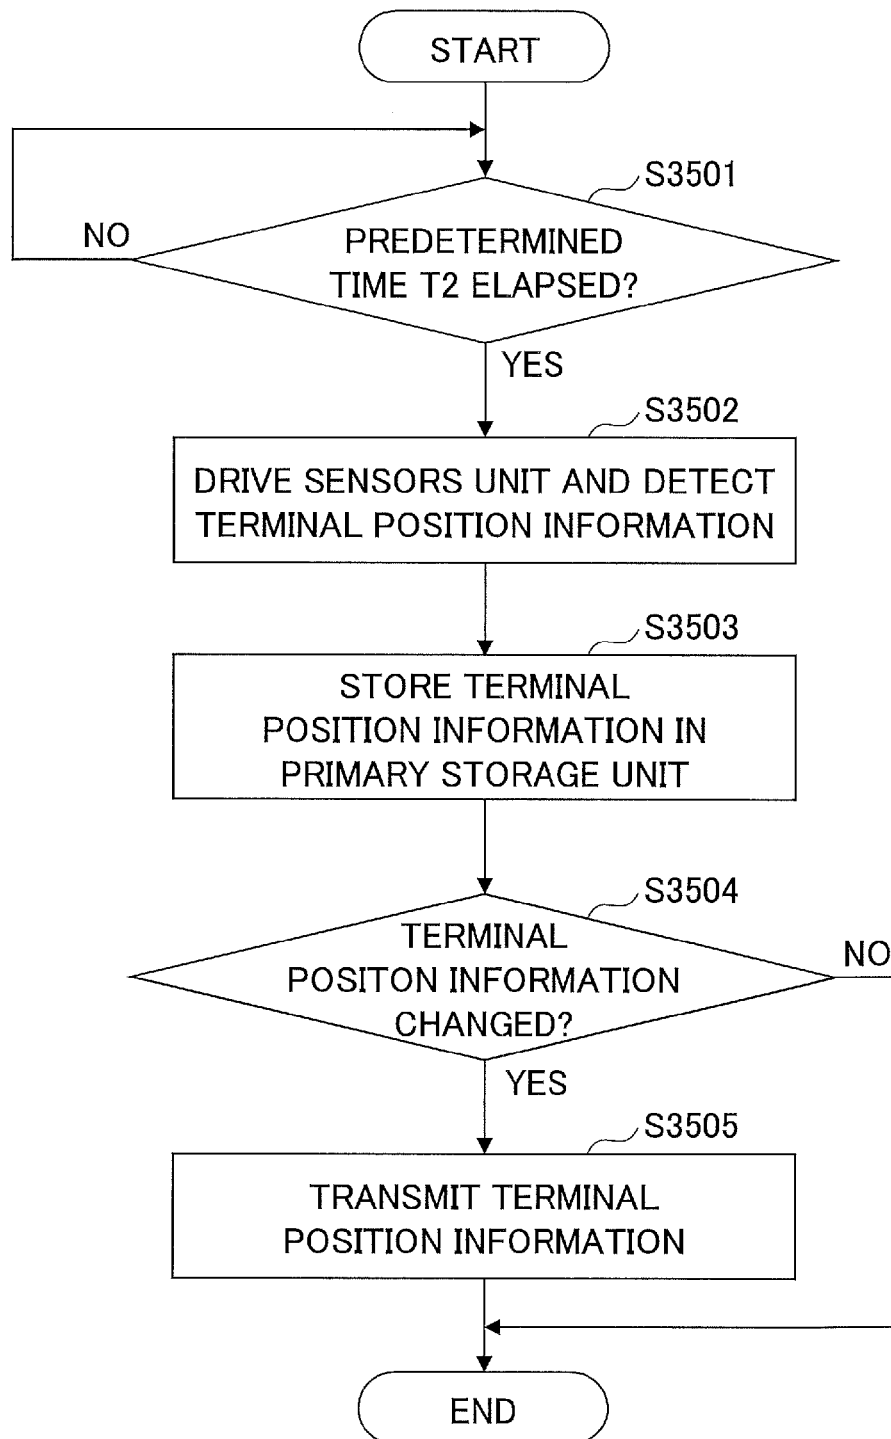 START
S3501
NO
PREDETERMINED
TIME T2 ELAPSED?
YES
S3502
DRIVE SENSORS UNIT AND DETECT
TERMINAL POSITION INFORMATION
S3503
STORE TERMINAL
POSITION INFORMATION IN
PRIMARY STORAGE UNIT
S3504
TERMINAL
POSITON INFORMATION
CHANGED?
NO
YES
S3505
TRANSMIT TERMINAL
POSITION INFORMATION
END